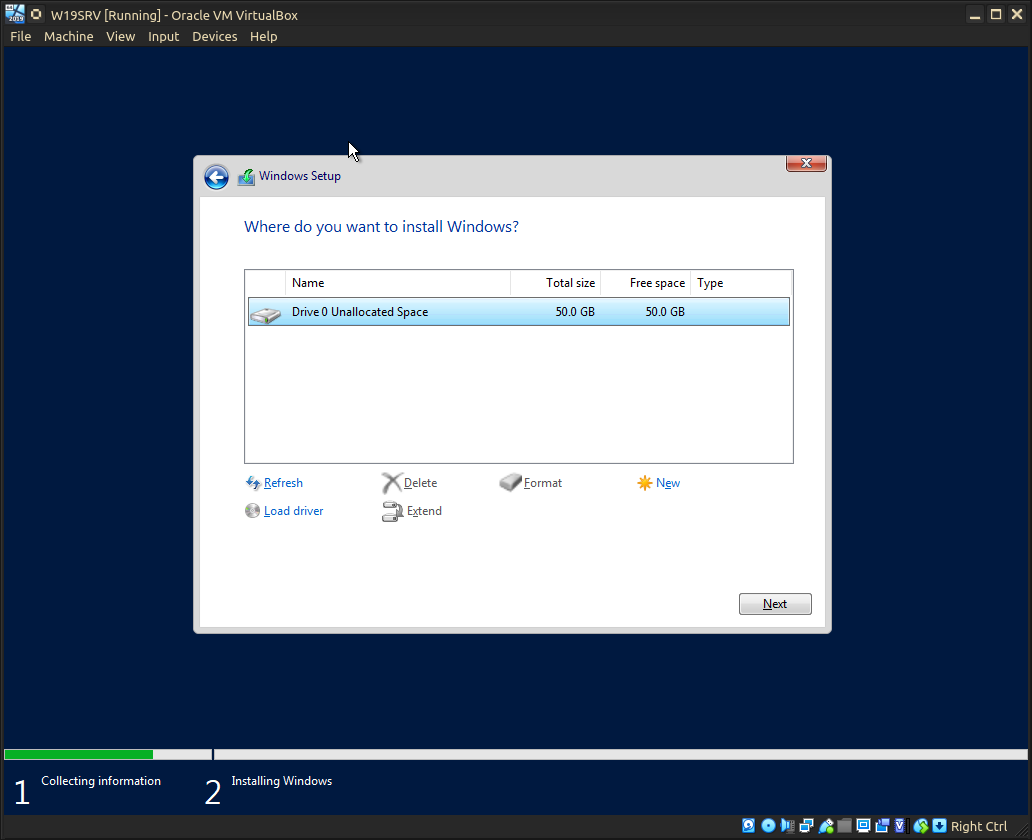 W19SRV [Running] - Oracle VM VirtualBox
File Machine View Input Devices Help
Windows Setup
Where do you want to install Windows?
Name Total size Free space Type
Drive 0 Unallocated Space 50.0 GB 50.0 GB
Refresh Delete Format New
Load driver Extend
Next
1 Collecting information 2 Installing Windows
Right Ctrl